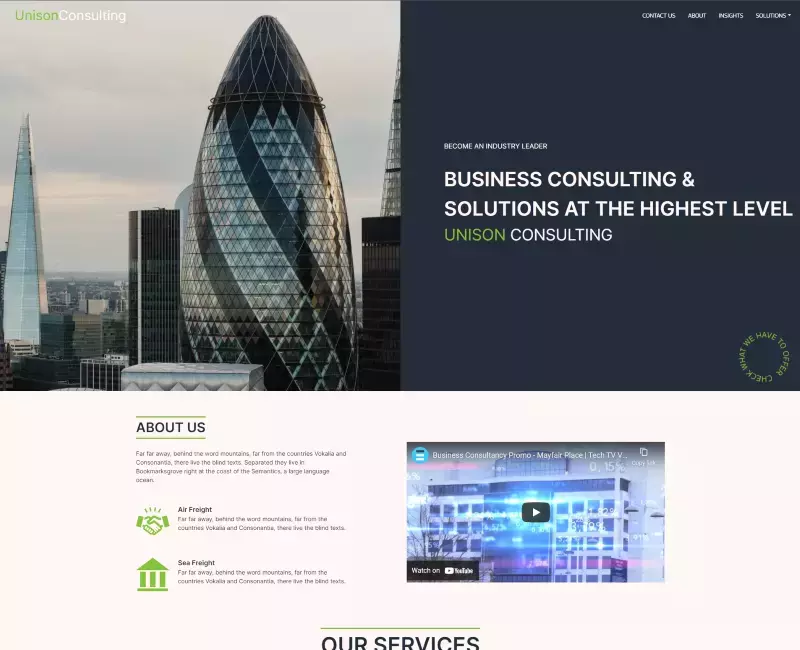 UnisonConsulting
CONTACT US
ABOUT
INSIGHTS
SOLUTIONS
BECOME AN INDUSTRY LEADER
BUSINESS CONSULTING &
SOLUTIONS AT THE HIGHEST LEVEL
UNISON CONSULTING
CHECK WHAT WE HAVE TO OFFER
ABOUT US
Far far away, behind the word mountains, far from the countries Vokalia and
Consonantia, there live the blind texts. Separated they live in
Bookmarksgrove right at the coast of the Semantics, a large language
ocean.
Air Freight
Far far away, behind the word mountains, far from the
countries Vokalia and Consonantia, there live the blind texts.
Sea Freight
Far far away, behind the word mountains, far from the
countries Vokalia and Consonantia, there live the blind texts.
Business Consultancy Promo - Mayfair Place | Tech TV V...
Copy link
0.15%
Watch on YouTube
OUR SERVICES